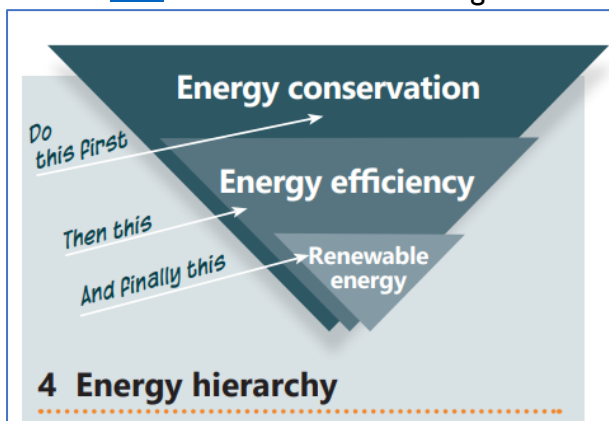 Energy conservation
Do
this first
Energy efficiency
Then this
Renewable
energy
And finally this
4 Energy hierarchy